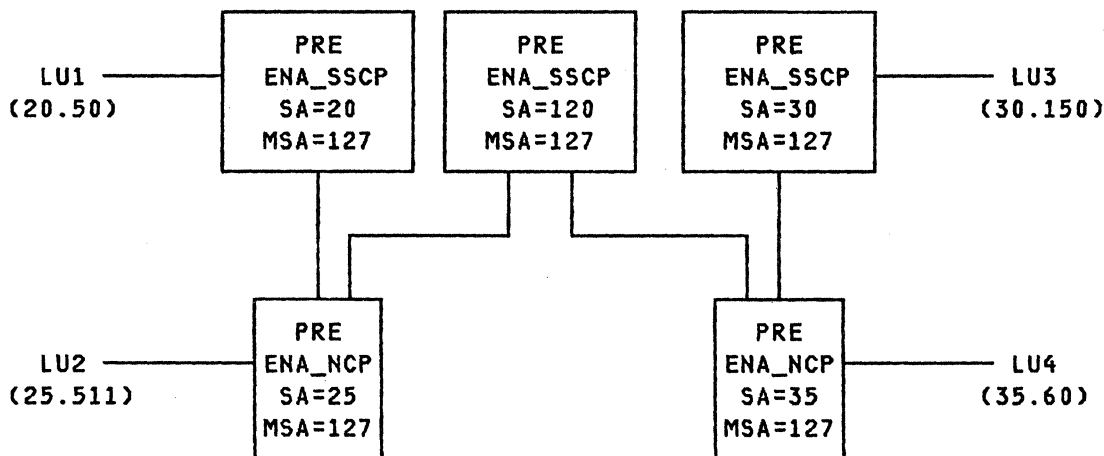 PRE
ENA_SSCP
SA=20
MSA=127
PRE
ENA_SSCP
SA=120
MSA=127
PRE
ENA_SSCP
SA=30
MSA=127
LU1
(20.50)
LU3
(30.150)
PRE
ENA_NCP
SA=25
MSA=127
PRE
ENA_NCP
SA=35
MSA=127
LU2
(25.511)
LU4
(35.60)